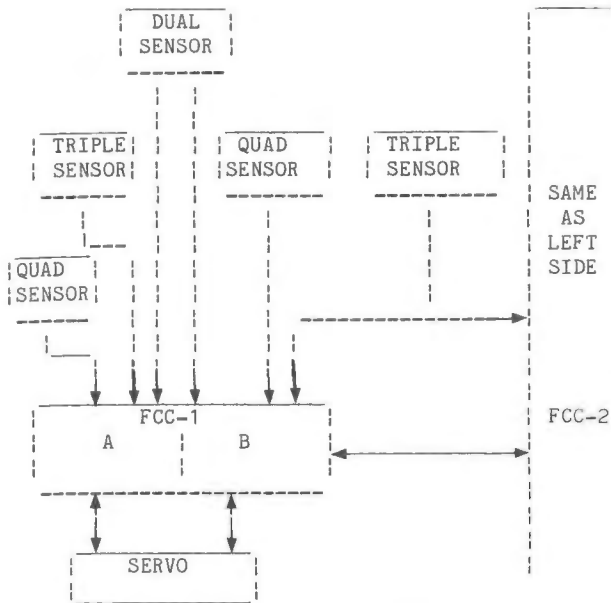 DUAL
SENSOR
TRIPLE
SENSOR
QUAD
SENSOR
TRIPLE
SENSOR
QUAD
SENSOR
SAME
AS
LEFT
SIDE
FCC-1
A
B
FCC-2
SERVO